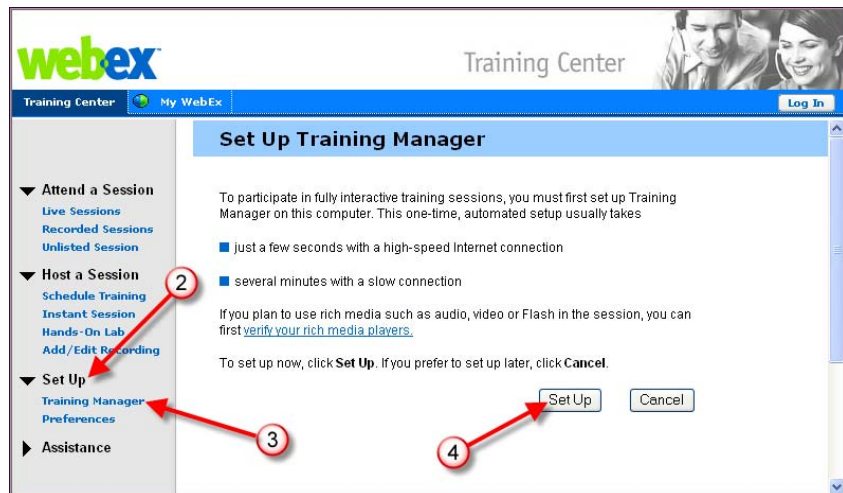 webex
Training Center
Training Center My WebEx Log In
Set Up Training Manager
Attend a Session
Live Sessions
Recorded Sessions
Unlisted Session
Host a Session
Schedule Training
Instant Session
Hands-On Lab
Add/Edit Recording
Set Up
Training Manager
Preferences
Assistance
To participate in fully interactive training sessions, you must first set up Training
Manager on this computer. This one-time, automated setup usually takes
just a few seconds with a high-speed Internet connection
several minutes with a slow connection
If you plan to use rich media such as audio, video or Flash in the session, you can
first verify your rich media players.
To set up now, click Set Up. If you prefer to set up later, click Cancel.
Set Up Cancel
2
3
4